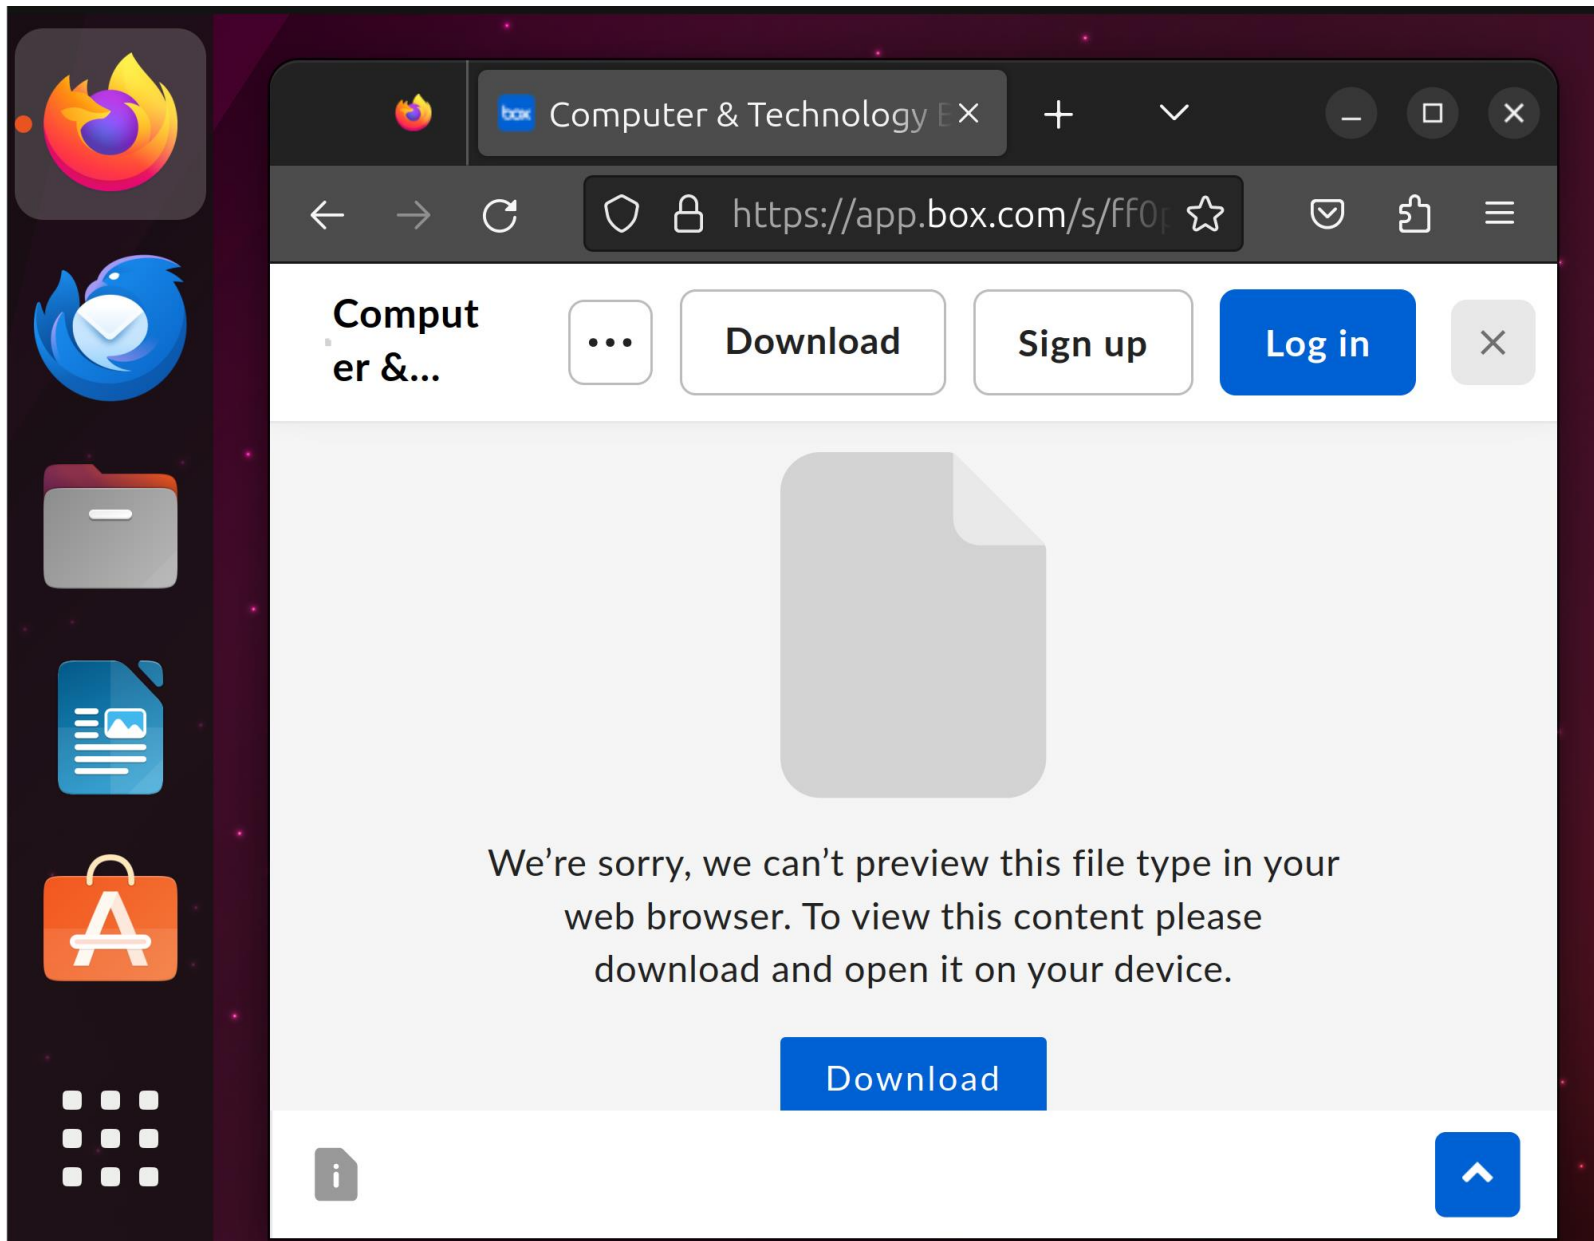 box Computer & Technology
https://app.box.com/s/ff0
Comput
er &...
...
Download
Sign up
Log in
We’re sorry, we can’t preview this file type in your
web browser. To view this content please
download and open it on your device.
Download